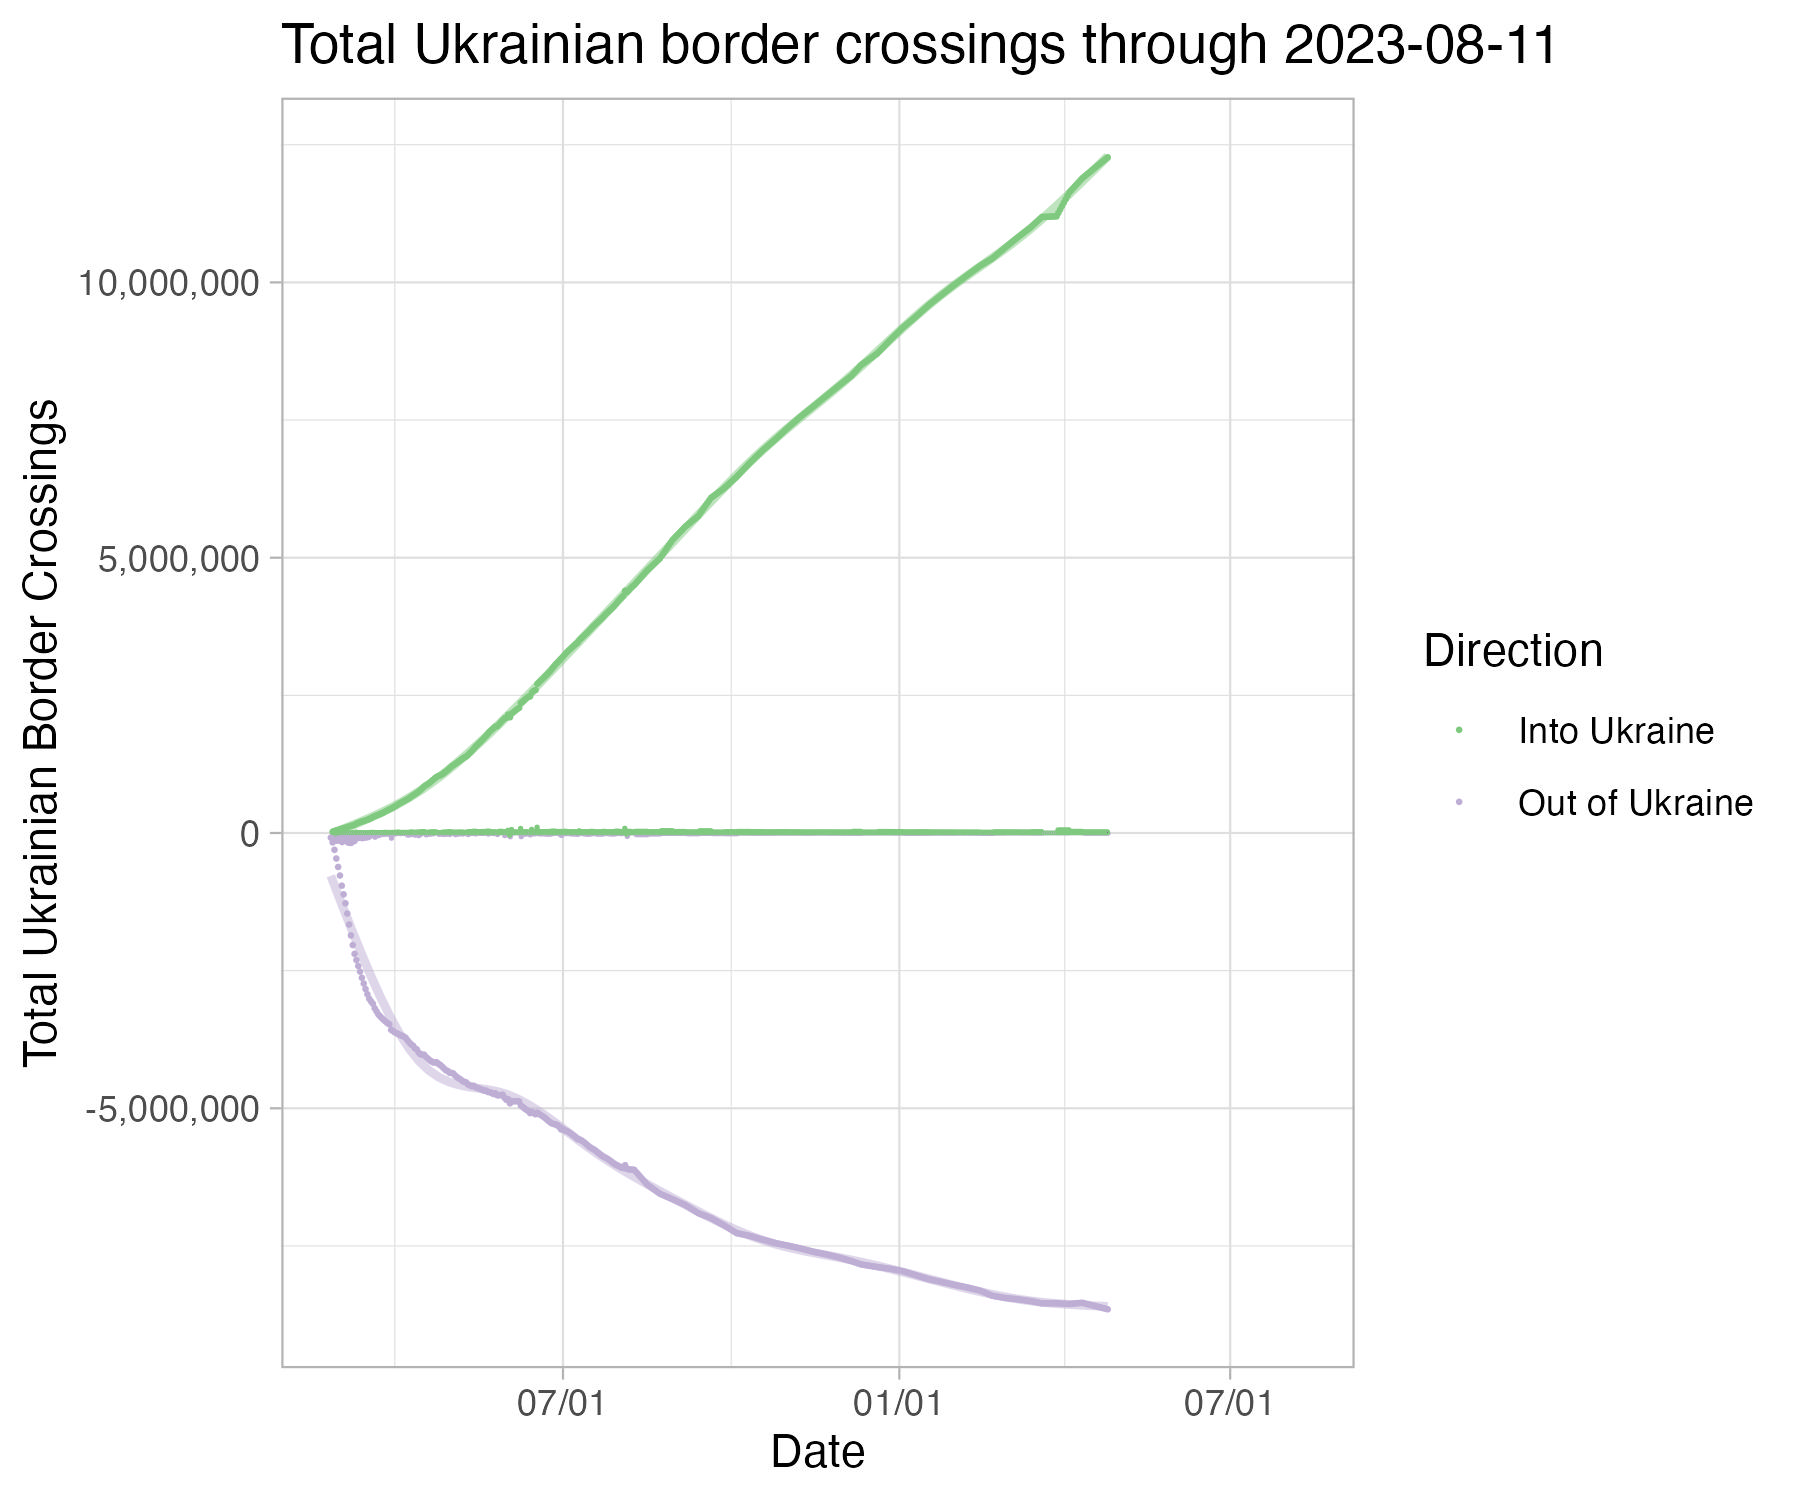 Total Ukrainian border crossings through 2023-08-11
Total Ukrainian Border Crossings
10,000,000
5,000,000
0
-5,000,000
07/01
01/01
07/01
Date
Direction
Into Ukraine
Out of Ukraine